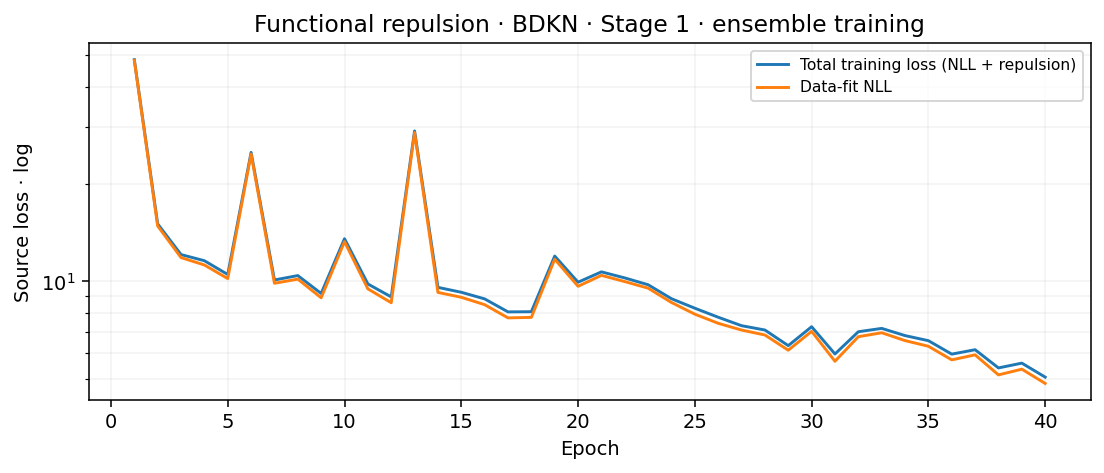 Functional repulsion · BDKN · Stage 1 · ensemble training
Total training loss (NLL + repulsion)
Data-fit NLL
Source loss · log
10¹
0 5 10 15 20 25 30 35 40
Epoch